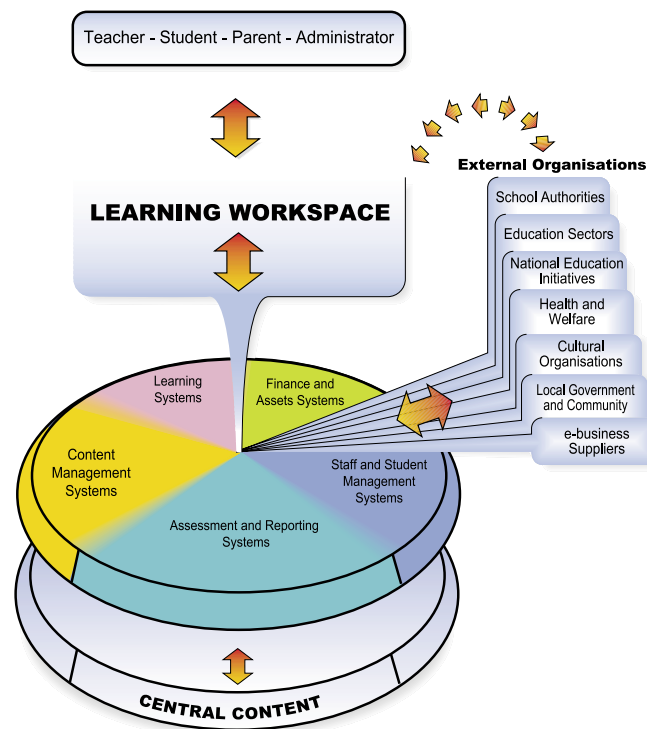 Teacher - Student - Parent - Administrator
External Organisations
LEARNING WORKSPACE
School Authorities
Education Sectors
National Education
Initiatives
Health and
Welfare
Cultural
Organisations
Local Government
and Community
e-business
Suppliers
Learning
Systems
Finance and
Assets Systems
Content
Management
Systems
Staff and Student
Management
Systems
Assessment and Reporting
Systems
CENTRAL CONTENT